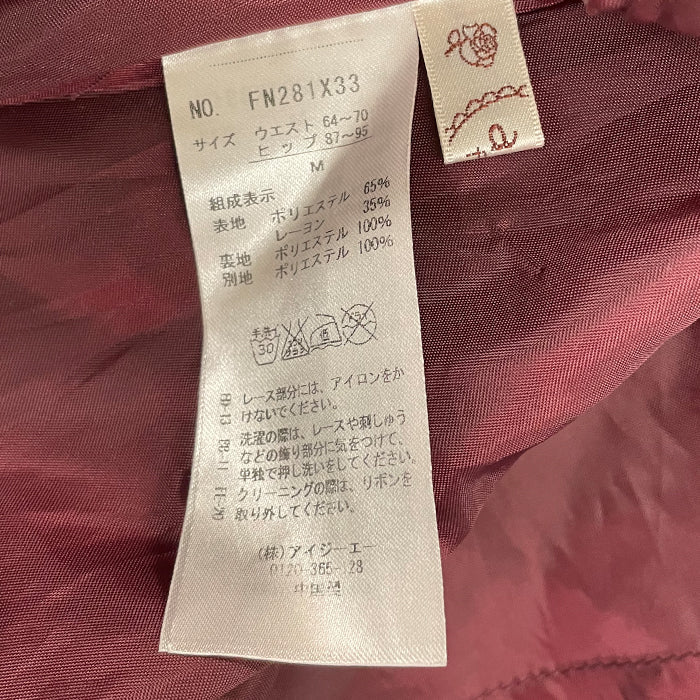 NO. FN281X33
サイズ ウエスト 64～70
ヒップ 87～95
M
組成表示
表地 ポリエステル 65%
レーヨン 35%
裏地 ポリエステル 100%
別地 ポリエステル 100%
手洗イ
30
ドライ
レース部分には、アイロンをか
けないでください。
洗濯の際は、レースや刺しゅう
などの飾り部分に気をつけて、
単独で押し洗いをしてください。
クリーニングの際は、リボンを
取り外してください。
(株)アイジーエー
中国製